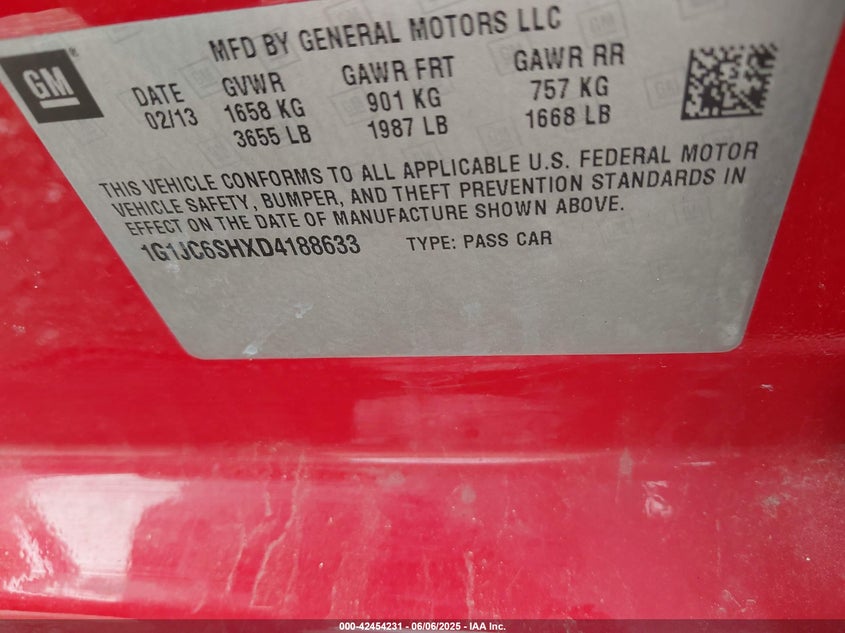 MFD BY GENERAL MOTORS LLC
GM®
DATE GVWR GAWR FRT GAWR RR
02/13 1658 KG 901 KG 757 KG
3655 LB 1987 LB 1668 LB
THIS VEHICLE CONFORMS TO ALL APPLICABLE U.S. FEDERAL MOTOR
VEHICLE SAFETY, BUMPER, AND THEFT PREVENTION STANDARDS IN
EFFECT ON THE DATE OF MANUFACTURE SHOWN ABOVE.
1G1JC6SHXD4188633 TYPE: PASS CAR
000-42454231 - 06/06/2025 - IAA Inc.